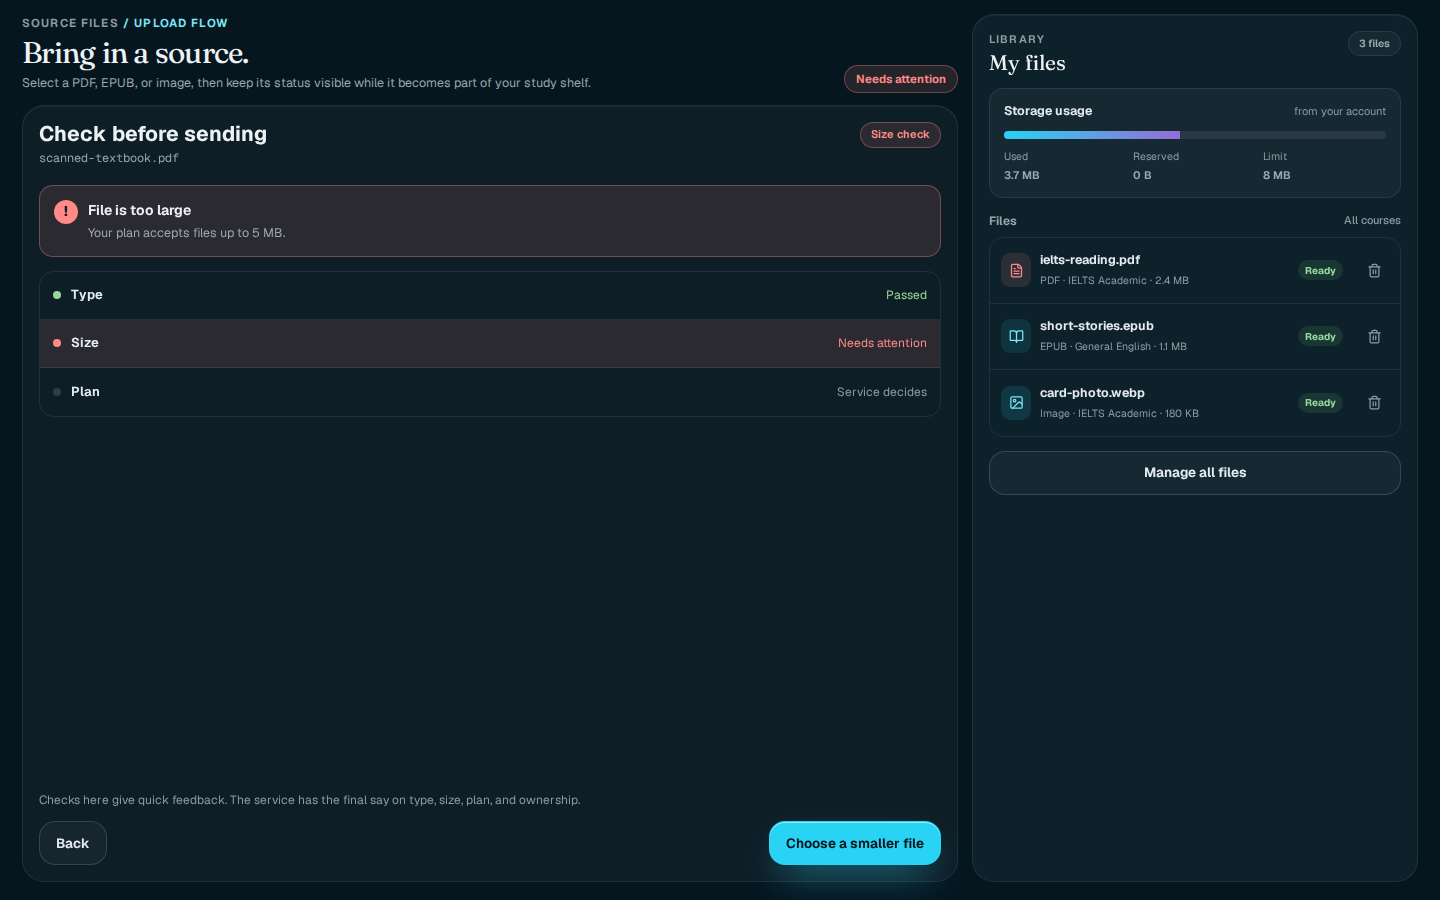 SOURCE FILES / UPLOAD FLOW
Bring in a source.
Select a PDF, EPUB, or image, then keep its status visible while it becomes part of your study shelf.
Needs attention
Check before sending
scanned-textbook.pdf
Size check
!
File is too large
Your plan accepts files up to 5 MB.
Type
Passed
Size
Needs attention
Plan
Service decides
Checks here give quick feedback. The service has the final say on type, size, plan, and ownership.
Back
Choose a smaller file
LIBRARY
My files
3 files
Storage usage
from your account
Used
Reserved
Limit
3.7 MB
0 B
8 MB
Files
All courses
ielts-reading.pdf
PDF · IELTS Academic · 2.4 MB
Ready
short-stories.epub
EPUB · General English · 1.1 MB
Ready
card-photo.webp
Image · IELTS Academic · 180 KB
Ready
Manage all files